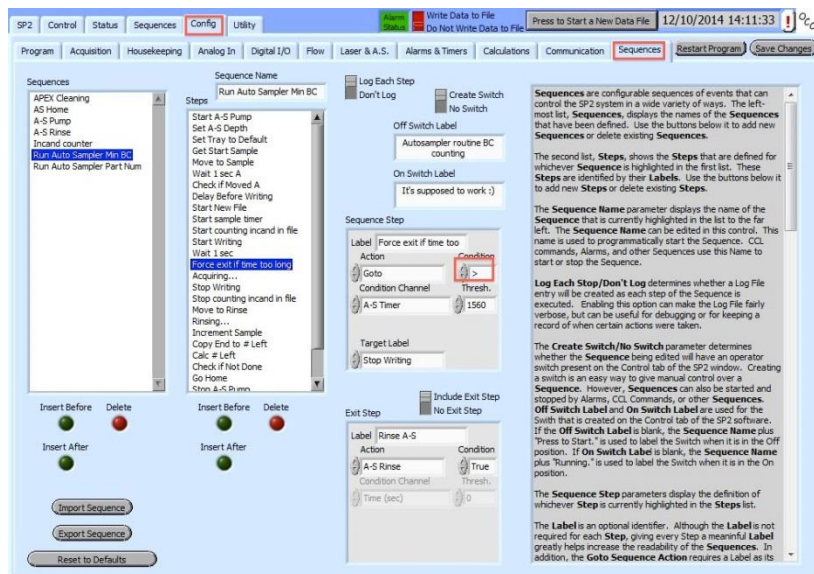 SP2 Control Status Sequences Config Utility
Alarm Status
Write Data to File
Do Not Write Data to File
Press to Start a New Data File
12/10/2014 14:11:33
Program Acquisition Housekeeping Analog In Digital I/O Flow Laser & A.S. Alarms & Timers Calculations Communication Sequences Restart Program Save Changes
Sequences
APEX Cleaning
AS Home
A-S Pump
A-S Rinse
Incand counter
Run Auto Sampler Min BC
Run Auto Sampler Part Num
Insert Before Delete
Insert After
Import Sequence
Export Sequence
Reset to Defaults
Sequence Name
Run Auto Sampler Min BC
Steps
Start A-S Pump
Set A-S Depth
Set Tray to Default
Get Start Sample
Move to Sample
Wait 1 sec A
Check if Moved A
Delay Before Writing
Start New File
Start sample timer
Start counting incand in file
Start Writing
Wait 1 sec
Force exit if time too long
Acquiring...
Stop Writing
Stop counting incand in file
Move to Rinse
Rinsing...
Increment Sample
Copy End to # Left
Calc # Left
Check if Not Done
Go Home
Stop A-S Pump
Insert Before Delete
Insert After
Log Each Step
Don't Log
Create Switch
No Switch
Off Switch Label
Autosampler routine BC
counting
On Switch Label
It's supposed to work :)
Sequence Step
Label Force exit if time too
Action Condition
Goto >
Condition Channel Thresh.
A-S Timer 1560
Target Label
Stop Writing
Include Exit Step
No Exit Step
Exit Step
Label Rinse A-S
Action Condition
A-S Rinse True
Condition Channel Thresh.
Time (sec) 0
Sequences are configurable sequences of events that can
control the SP2 system in a wide variety of ways. The left-
most list, Sequences, displays the names of the Sequences
that have been defined. Use the buttons below it to add new
Sequences or delete existing Sequences.
The second list, Steps, shows the Steps that are defined for
whichever Sequence is highlighted in the first list. These
Steps are identified by their Labels. Use the buttons below it
to add new Steps or delete existing Steps.
The Sequence Name parameter displays the name of the
Sequence that is currently highlighted in the list to the far
left. The Sequence Name can be edited in this control. This
name is used to programmatically start the Sequence. CCL
commands, Alarms, and other Sequences use this Name to
start or stop the Sequence.
Log Each Stop/Don't Log determines whether a Log File
entry will be created as each step of the Sequence is
executed. Enabling this option can make the Log File fairly
verbose, but can be useful for debugging or for keeping a
record of when certain actions were taken.
The Create Switch/No Switch parameter determines
whether the Sequence being edited will have an operator
switch present on the Control tab of the SP2 window. Creating
a switch is an easy way to give manual control over a
Sequence. However, Sequences can also be started and
stopped by Alarms, CCL Commands, or other Sequences.
Off Switch Label and On Switch Label are used for the
Swith that is created on the Control tab of the SP2 software.
If the Off Switch Label is blank, the Sequence Name plus
"Press to Start." is used to label the Switch when it is in the Off
position. If On Switch Label is blank, the Sequence Name
plus "Running." is used to label the Switch when it is in the On
position.
The Sequence Step parameters display the definition of
whichever Step is currently highlighted in the Steps list.
The Label is an optional identifier. Although the Label is not
required for each Step, giving every Step a meaninful Label
greatly helps increase the readability of the Sequences. In
addition, the Goto Sequence Action requires a Label as its